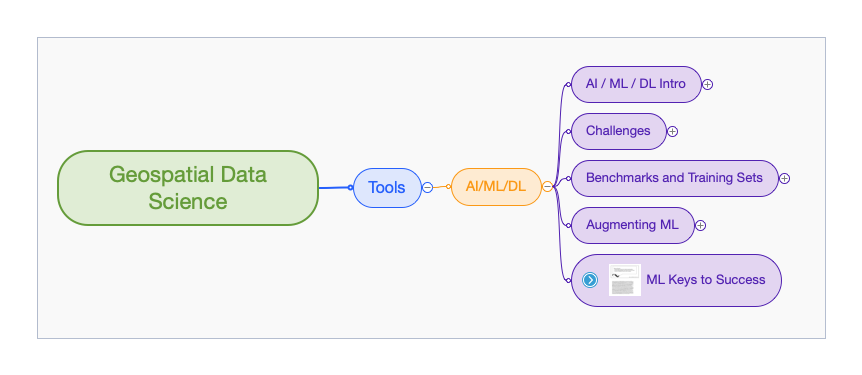 Geospatial Data
Science
Tools
AI/ML/DL
AI / ML / DL Intro
Challenges
Benchmarks and Training Sets
Augmenting ML
ML Keys to Success